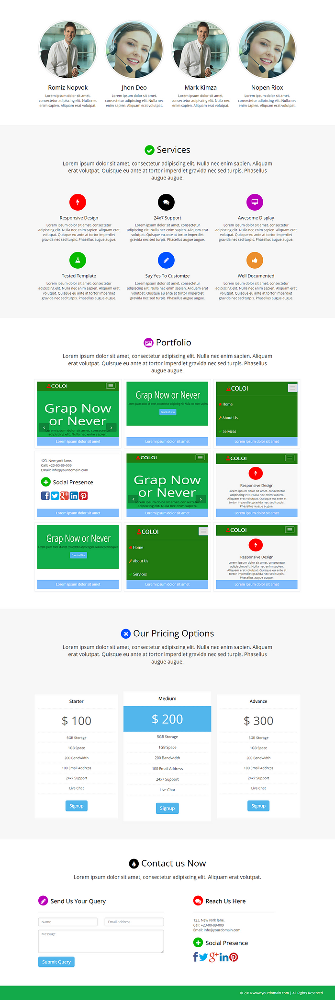 Romiz Nopvok
Jhon Deo
Mark Kimza
Nopen Riox
Lorem ipsum dolor sit amet,
consectetur adipiscing elit. Nulla nec
enim sapien. Aliquam erat volutpat.
Lorem ipsum dolor sit amet,
consectetur adipiscing elit. Nulla nec
enim sapien. Aliquam erat volutpat.
Lorem ipsum dolor sit amet,
consectetur adipiscing elit. Nulla nec
enim sapien. Aliquam erat volutpat.
Lorem ipsum dolor sit amet,
consectetur adipiscing elit. Nulla nec
enim sapien. Aliquam erat volutpat.
Services
Lorem ipsum dolor sit amet, consectetur adipiscing elit. Nulla nec enim sapien. Aliquam
erat volutpat. Quisque eu ante at tortor imperdiet gravida nec sed turpis. Phasellus
augue augue.
Responsive Design
Lorem ipsum dolor sit amet, consectetur
adipiscing elit. Nulla nec enim sapien. Aliquam erat
volutpat. Quisque eu ante at tortor imperdiet
gravida nec sed turpis. Phasellus augue augue.
24x7 Support
Lorem ipsum dolor sit amet, consectetur
adipiscing elit. Nulla nec enim sapien. Aliquam erat
volutpat. Quisque eu ante at tortor imperdiet
gravida nec sed turpis. Phasellus augue augue.
Awesome Display
Lorem ipsum dolor sit amet, consectetur
adipiscing elit. Nulla nec enim sapien. Aliquam erat
volutpat. Quisque eu ante at tortor imperdiet
gravida nec sed turpis. Phasellus augue augue.
Tested Template
Lorem ipsum dolor sit amet, consectetur
adipiscing elit. Nulla nec enim sapien. Aliquam erat
volutpat. Quisque eu ante at tortor imperdiet
gravida nec sed turpis. Phasellus augue augue.
Say Yes To Customize
Lorem ipsum dolor sit amet, consectetur
adipiscing elit. Nulla nec enim sapien. Aliquam erat
volutpat. Quisque eu ante at tortor imperdiet
gravida nec sed turpis. Phasellus augue augue.
Well Documented
Lorem ipsum dolor sit amet, consectetur
adipiscing elit. Nulla nec enim sapien. Aliquam erat
volutpat. Quisque eu ante at tortor imperdiet
gravida nec sed turpis. Phasellus augue augue.
Portfolio
Lorem ipsum dolor sit amet, consectetur adipiscing elit. Nulla nec enim sapien. Aliquam
erat volutpat. Quisque eu ante at tortor imperdiet gravida nec sed turpis. Phasellus
augue augue.
COLOI
Grap Now
or Never
Lorem ipsum dolor sit amet, consectetur
adipiscing elit. Nulla nec enim sapien.
Lorem ipsum dolor sit amet
Grap Now or Never
Lorem ipsum dolor sit amet, consectetur adipiscing elit. Nulla nec enim sapien.
Download Now
Lorem ipsum dolor sit amet
COLOI
Home
About Us
Services
Lorem ipsum dolor sit amet
123, New york lane.
Call: +23-00-89-009
Email: info@yourdomain.com
Social Presence
Lorem ipsum dolor sit amet
COLOI
Grap Now
or Never
Lorem ipsum dolor sit amet, consectetur
adipiscing elit. Nulla nec enim sapien.
Lorem ipsum dolor sit amet
COLOI
Responsive Design
Lorem ipsum dolor sit amet, consectetur
adipiscing elit. Nulla nec enim sapien.
Aliquam erat volutpat. Quisque eu ante at
tortor imperdiet gravida nec sed turpis.
Phasellus augue augue.
Lorem ipsum dolor sit amet
Grap Now or Never
Lorem ipsum dolor sit amet, consectetur adipiscing elit. Nulla nec enim sapien.
Download Now
Lorem ipsum dolor sit amet
COLOI
Home
About Us
Services
Lorem ipsum dolor sit amet
COLOI
Responsive Design
Lorem ipsum dolor sit amet, consectetur
adipiscing elit. Nulla nec enim sapien.
Aliquam erat volutpat. Quisque eu ante at
tortor imperdiet gravida nec sed turpis.
Phasellus augue augue.
Lorem ipsum dolor sit amet
Our Pricing Options
Lorem ipsum dolor sit amet, consectetur adipiscing elit. Nulla nec enim sapien. Aliquam
erat volutpat. Quisque eu ante at tortor imperdiet gravida nec sed turpis. Phasellus
augue augue.
Starter
$ 100
5GB Storage
1GB Space
200 Bandwidth
100 Email Address
24x7 Support
Live Chat
Signup
Medium
$ 200
5GB Storage
1GB Space
200 Bandwidth
100 Email Address
24x7 Support
Live Chat
Signup
Advance
$ 300
5GB Storage
1GB Space
200 Bandwidth
100 Email Address
24x7 Support
Live Chat
Signup
Contact us Now
Lorem ipsum dolor sit amet, consectetur adipiscing elit. Aliquam erat volutpat.
Send Us Your Query
Name
Email address
Message
Submit Query
Reach Us Here
123, New york lane.
Call: +23-00-89-009
Email: info@yourdomain.com
Social Presence
© 2014 www.yourdomain.com | All Rights Reserved